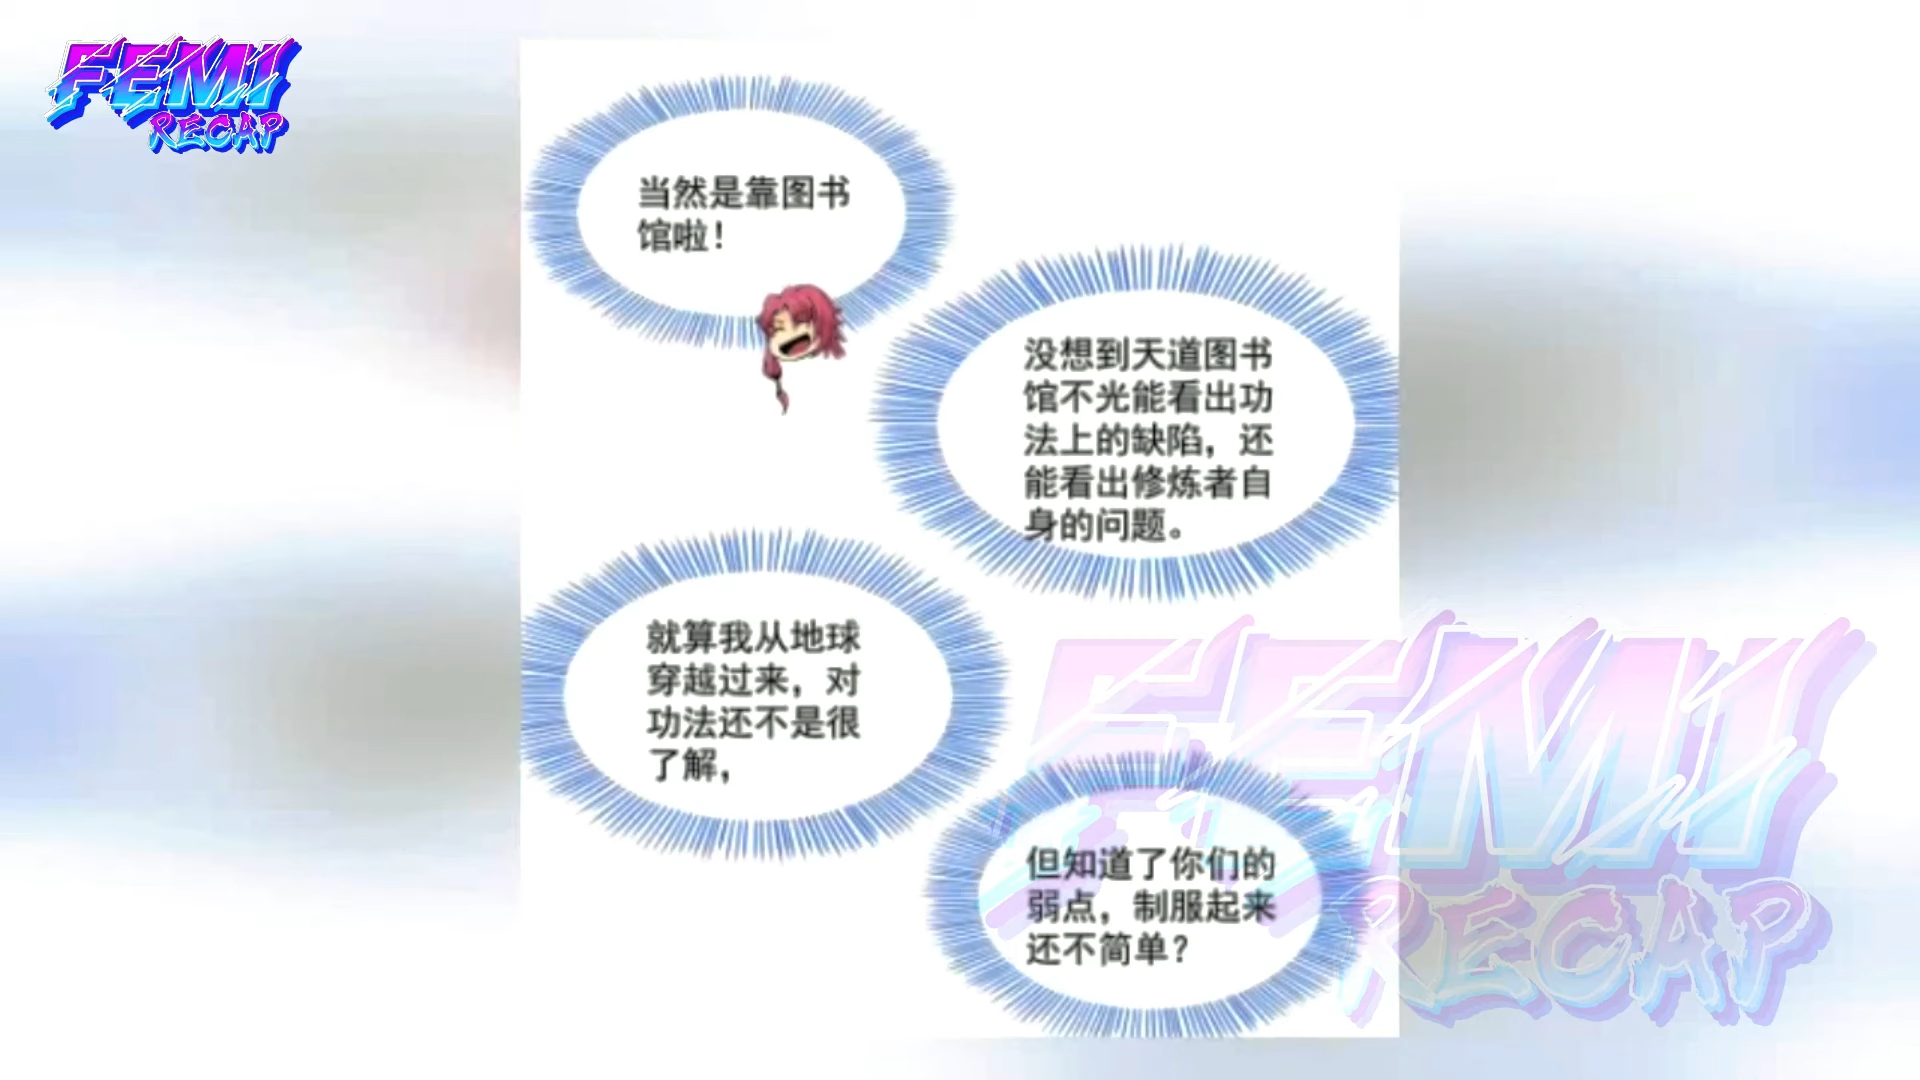 FEMI
RECAP
当然是靠图书
馆啦！
没想到天道图书
馆不光能看出功
法上的缺陷，还
能看出修炼者自
身的问题。
就算我从地球
穿越过来，对
功法还不是很
了解，
但知道了你们的
弱点，制服起来
还不简单？
FEMI
RECAP